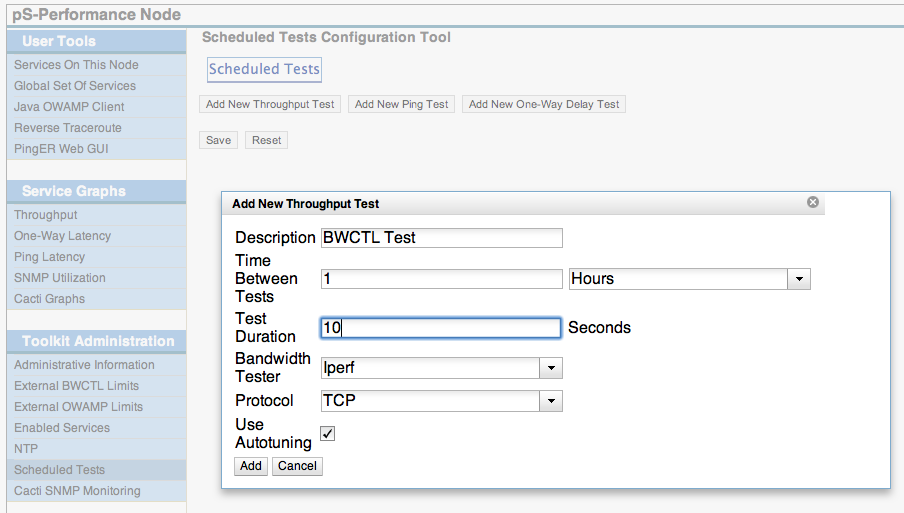 pS-Performance Node
User Tools
Services On This Node
Global Set Of Services
Java OWAMP Client
Reverse Traceroute
PingER Web GUI
Service Graphs
Throughput
One-Way Latency
Ping Latency
SNMP Utilization
Cacti Graphs
Toolkit Administration
Administrative Information
External BWCTL Limits
External OWAMP Limits
Enabled Services
NTP
Scheduled Tests
Cacti SNMP Monitoring
Scheduled Tests Configuration Tool
Scheduled Tests
Add New Throughput Test Add New Ping Test Add New One-Way Delay Test
Save Reset
Add New Throughput Test
Description BWCTL Test
Time
Between 1 Hours
Tests
Test 10 Seconds
Duration
Bandwidth Iperf
Tester
Protocol TCP
Use
Autotuning
Add Cancel